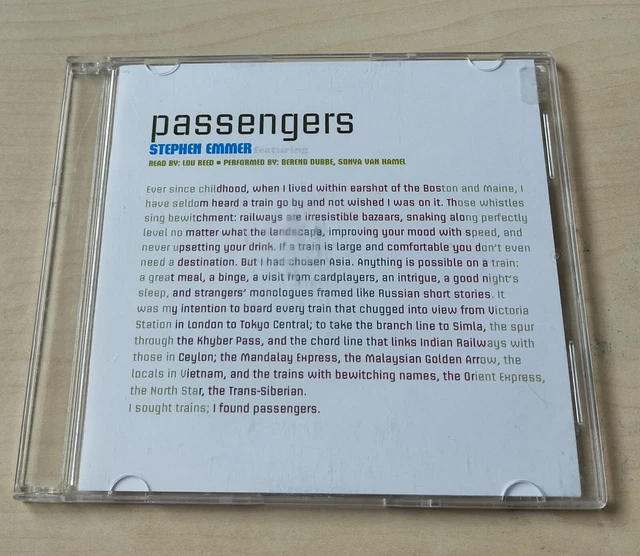 passengers
STEPHEN EMMER featuring
READ BY: LOU REED • PERFORMED BY: BEREND DUBBE, SONYA VAN HAMEL
Ever since childhood, when I lived within earshot of the Boston and Maine, I
have seldom heard a train go by and not wished I was on it. Those whistles
sing bewitchment: railways are irresistible bazaars, snaking along perfectly
level no matter what the landscape, improving your mood with speed, and
never upsetting your drink. If a train is large and comfortable you don't even
need a destination. But I had chosen Asia. Anything is possible on a train:
a great meal, a binge, a visit from cardplayers, an intrigue, a good night's
sleep, and strangers' monologues framed like Russian short stories. It
was my intention to board every train that chugged into view from Victoria
Station in London to Tokyo Central; to take the branch line to Simla, the spur
through the Khyber Pass, and the chord line that links Indian Railways with
those in Ceylon; the Mandalay Express, the Malaysian Golden Arrow, the
locals in Vietnam, and the trains with bewitching names, the Orient Express,
the North Star, the Trans-Siberian.
I sought trains; I found passengers.